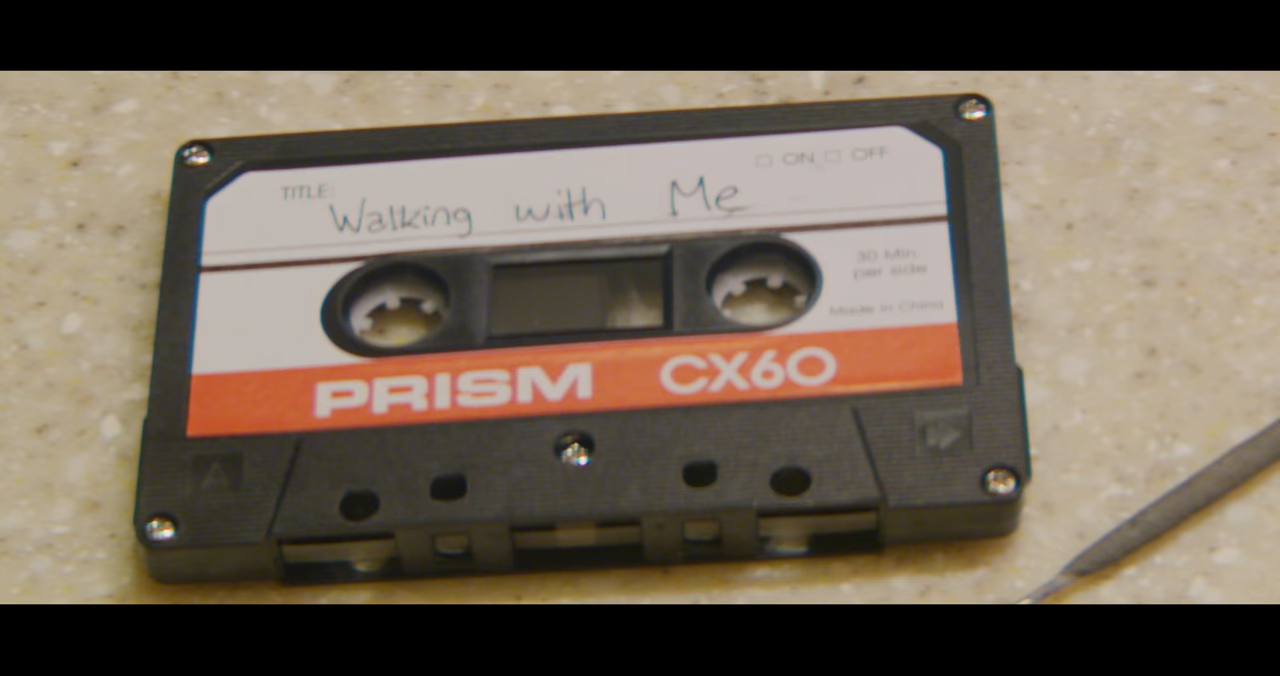 TITLE: □ ON □ OFF
Walking with Me
30 Min.
per side
Made in China
PRISM CX60
A